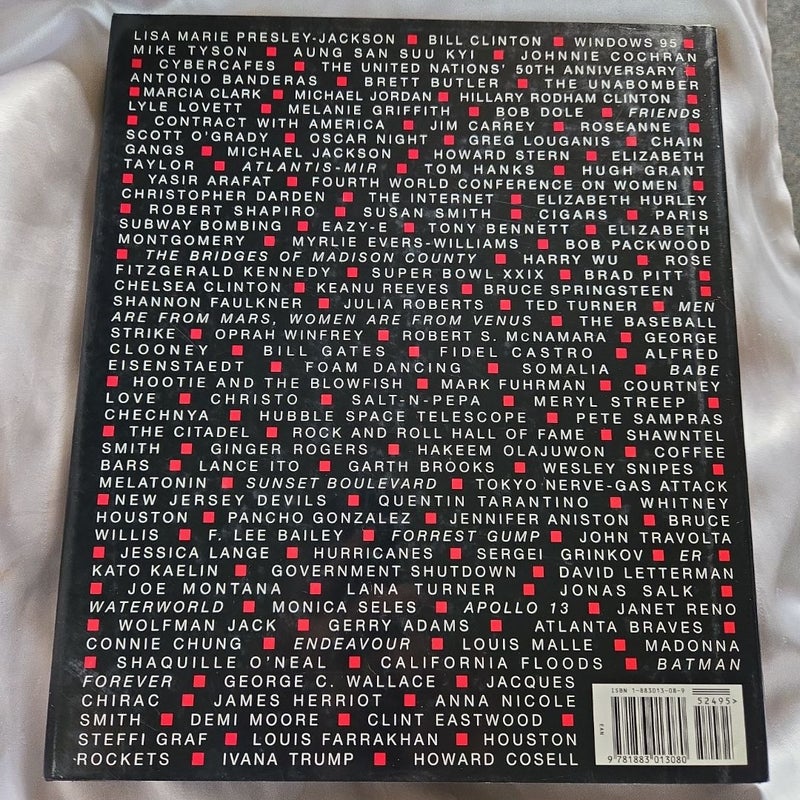 LISA MARIE PRESLEY-JACKSON ■ BILL CLINTON ■ WINDOWS 95 ■
MIKE TYSON ■ AUNG SAN SUU KYI ■ JOHNNIE COCHRAN
■ CYBERCAFES ■ THE UNITED NATIONS' 50TH ANNIVERSARY ■
ANTONIO BANDERAS ■ BRETT BUTLER ■ THE UNABOMBER
■ MARCIA CLARK ■ MICHAEL JORDAN ■ HILLARY RODHAM CLINTON ■
LYLE LOVETT ■ MELANIE GRIFFITH ■ BOB DOLE ■ FRIENDS
■ CONTRACT WITH AMERICA ■ JIM CARREY ■ ROSEANNE ■
SCOTT O'GRADY ■ OSCAR NIGHT ■ GREG LOUGANIS ■ CHAIN
GANGS ■ MICHAEL JACKSON ■ HOWARD STERN ■ ELIZABETH
TAYLOR ■ ATLANTIS-MIR ■ TOM HANKS ■ HUGH GRANT
■ YASIR ARAFAT ■ FOURTH WORLD CONFERENCE ON WOMEN ■
CHRISTOPHER DARDEN ■ THE INTERNET ■ ELIZABETH HURLEY
■ ROBERT SHAPIRO ■ SUSAN SMITH ■ CIGARS ■ PARIS
SUBWAY BOMBING ■ EAZY-E ■ TONY BENNETT ■ ELIZABETH
MONTGOMERY ■ MYRLIE EVERS-WILLIAMS ■ BOB PACKWOOD
■ THE BRIDGES OF MADISON COUNTY ■ HARRY WU ■ ROSE
FITZGERALD KENNEDY ■ SUPER BOWL XXIX ■ BRAD PITT ■
CHELSEA CLINTON ■ KEANU REEVES ■ BRUCE SPRINGSTEEN ■
SHANNON FAULKNER ■ JULIA ROBERTS ■ TED TURNER ■ MEN
ARE FROM MARS, WOMEN ARE FROM VENUS ■ THE BASEBALL
STRIKE ■ OPRAH WINFREY ■ ROBERT S. McNAMARA ■ GEORGE
CLOONEY ■ BILL GATES ■ FIDEL CASTRO ■ ALFRED
EISENSTAEDT ■ FOAM DANCING ■ SOMALIA ■ BABE
■ HOOTIE AND THE BLOWFISH ■ MARK FUHRMAN ■ COURTNEY
LOVE ■ CHRISTO ■ SALT-N-PEPA ■ MERYL STREEP ■
CHECHNYA ■ HUBBLE SPACE TELESCOPE ■ PETE SAMPRAS
■ THE CITADEL ■ ROCK AND ROLL HALL OF FAME ■ SHAWNTEL
SMITH ■ GINGER ROGERS ■ HAKEEM OLAJUWON ■ COFFEE
BARS ■ LANCE ITO ■ GARTH BROOKS ■ WESLEY SNIPES ■
MELATONIN ■ SUNSET BOULEVARD ■ TOKYO NERVE-GAS ATTACK
■ NEW JERSEY DEVILS ■ QUENTIN TARANTINO ■ WHITNEY
HOUSTON ■ PANCHO GONZALEZ ■ JENNIFER ANISTON ■ BRUCE
WILLIS ■ F. LEE BAILEY ■ FORREST GUMP ■ JOHN TRAVOLTA
■ JESSICA LANGE ■ HURRICANES ■ SERGEI GRINKOV ■ ER ■
KATO KAELIN ■ GOVERNMENT SHUTDOWN ■ DAVID LETTERMAN
■ JOE MONTANA ■ LANA TURNER ■ JONAS SALK ■
WATERWORLD ■ MONICA SELES ■ APOLLO 13 ■ JANET RENO
■ WOLFMAN JACK ■ GERRY ADAMS ■ ATLANTA BRAVES ■
CONNIE CHUNG ■ ENDEAVOUR ■ LOUIS MALLE ■ MADONNA
■ SHAQUILLE O'NEAL ■ CALIFORNIA FLOODS ■ BATMAN
FOREVER ■ GEORGE C. WALLACE ■ JACQUES
CHIRAC ■ JAMES HERRIOT ■ ANNA NICOLE
SMITH ■ DEMI MOORE ■ CLINT EASTWOOD ■
STEFFI GRAF ■ LOUIS FARRAKHAN ■ HOUSTON
ROCKETS ■ IVANA TRUMP ■ HOWARD COSELL
ISBN 1-883013-08-9
52495>
EAN
9 781883 013080